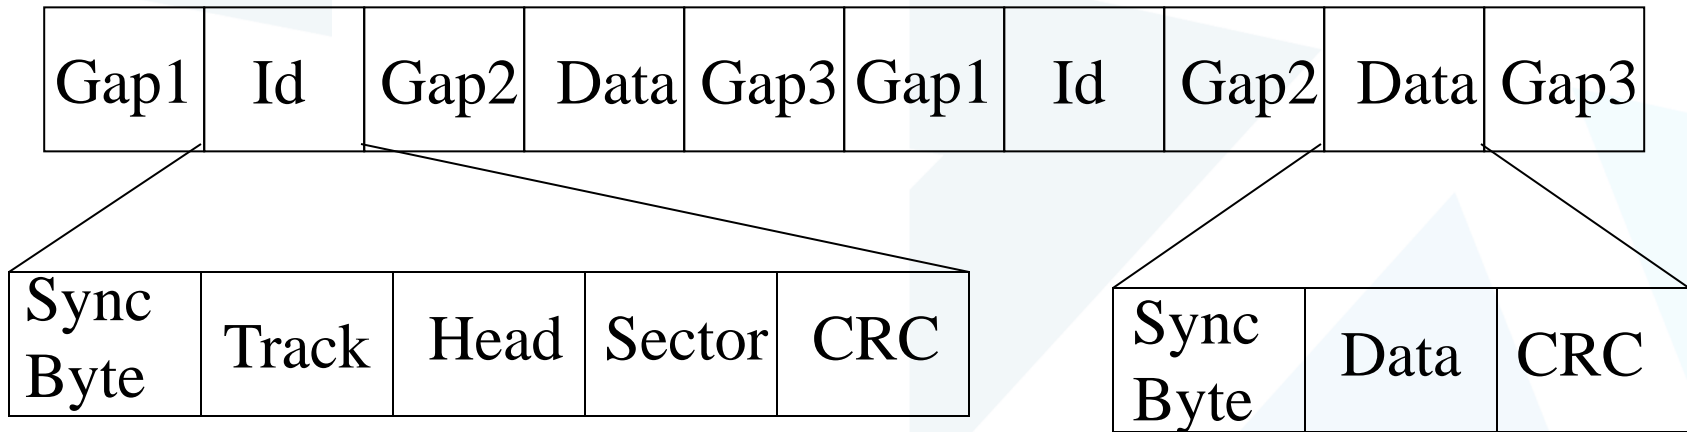 Gap1 Id Gap2 Data Gap3 Gap1 Id Gap2 Data Gap3
Sync Byte Track Head Sector CRC
Sync Byte Data CRC